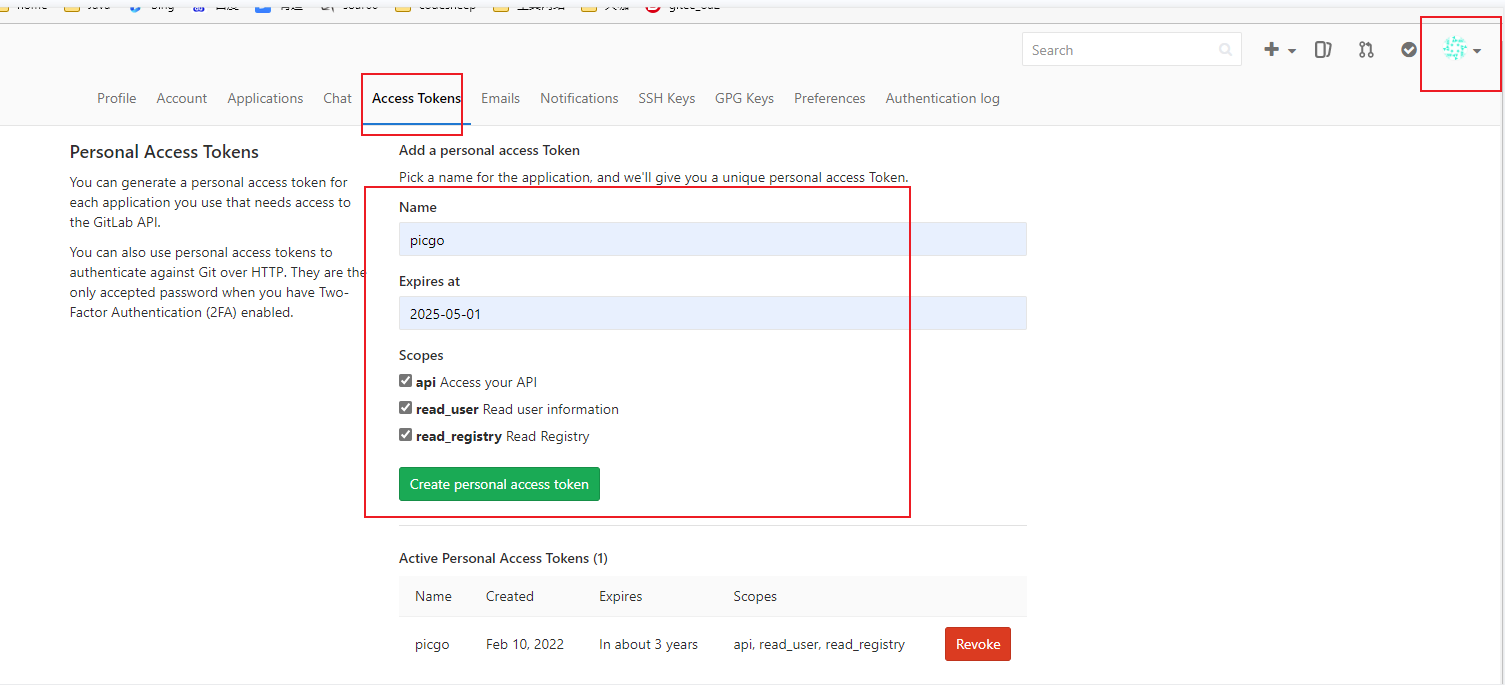 Search
Profile Account Applications Chat Access Tokens Emails Notifications SSH Keys GPG Keys Preferences Authentication log
Personal Access Tokens
You can generate a personal access token for
each application you use that needs access to
the GitLab API.
You can also use personal access tokens to
authenticate against Git over HTTP. They are the
only accepted password when you have Two-
Factor Authentication (2FA) enabled.
Add a personal access Token
Pick a name for the application, and we'll give you a unique personal access Token.
Name
picgo
Expires at
2025-05-01
Scopes
api Access your API
read_user Read user information
read_registry Read Registry
Create personal access token
Active Personal Access Tokens (1)
Name Created Expires Scopes
picgo Feb 10, 2022 In about 3 years api, read_user, read_registry Revoke